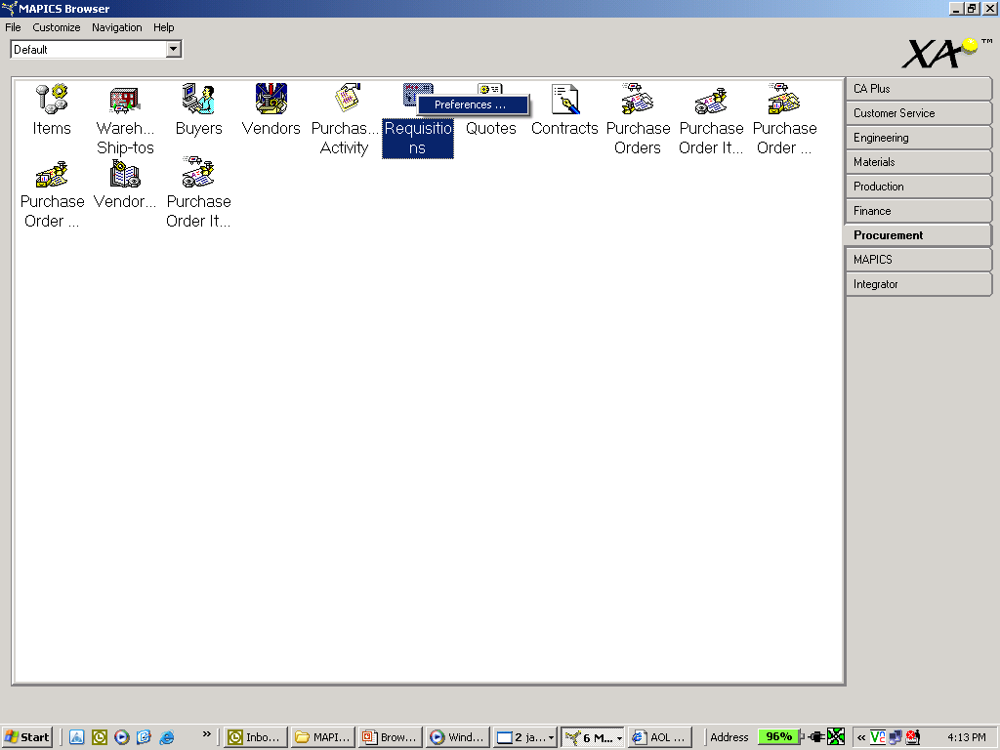 MAPICS Browser
File Customize Navigation Help
Default
XA™
Items
Wareh...
Ship-tos
Buyers
Vendors
Purchas...
Activity
Requisitio
ns
Preferences ...
Quotes
Contracts
Purchase
Orders
Purchase
Order It...
Purchase
Order ...
Purchase
Order ...
Vendor...
Purchase
Order It...
CA Plus
Customer Service
Engineering
Materials
Production
Finance
Procurement
MAPICS
Integrator
Start » Inbo... MAPI... Brow... Wind... 2 ja... 6 M... AOL ... Address 96% « 4:13 PM